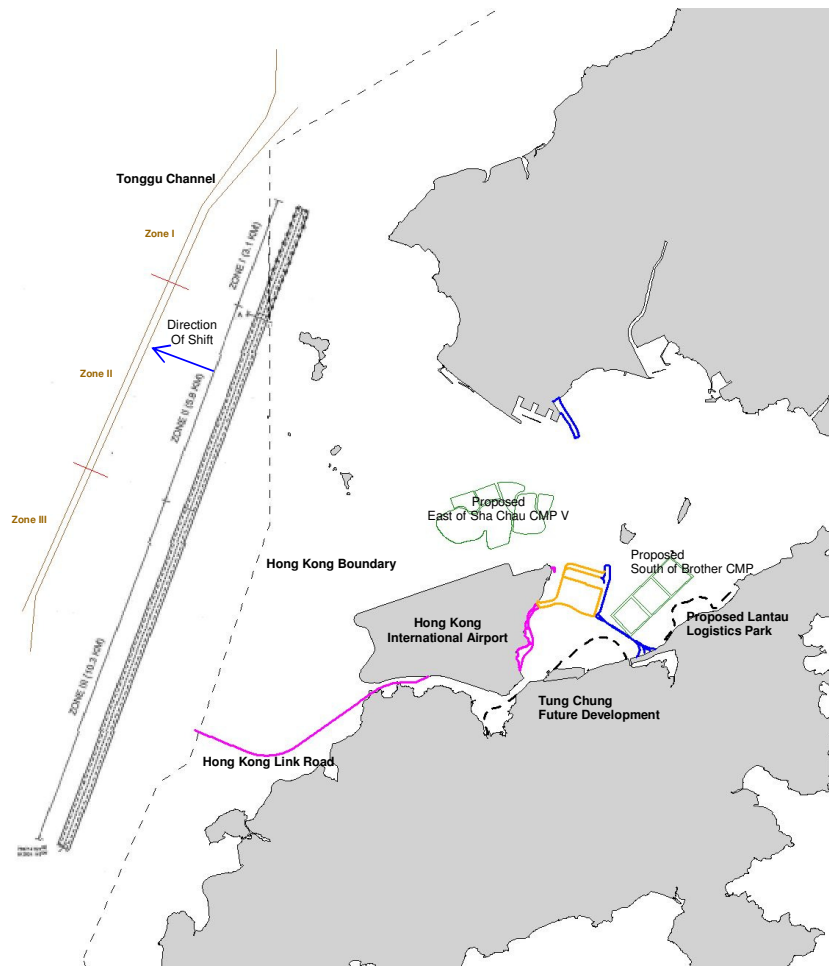 Tonggu Channel
Zone I
ZONE I' (3.1 KM)
A
Direction
Of Shift
Zone II
ZONE II' (5.8 KM)
Proposed
East of Sha Chau CMP V
Zone III
Proposed
South of Brother CMP
Hong Kong Boundary
Hong Kong
International Airport
Proposed Lantau
Logistics Park
ZONE III (10.3 KM)
Tung Chung
Future Development
Hong Kong Link Road